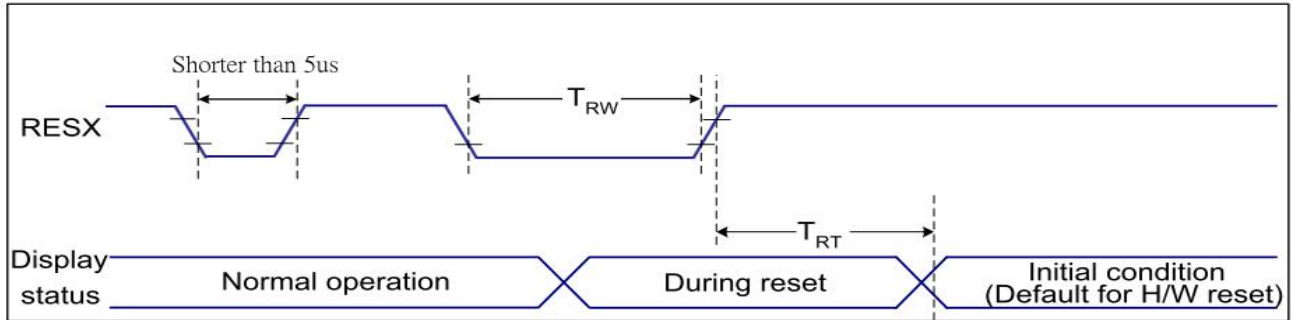 Shorter than 5us
RESX
TRW
TRT
Display
status
Normal operation
During reset
Initial condition
(Default for H/W reset)